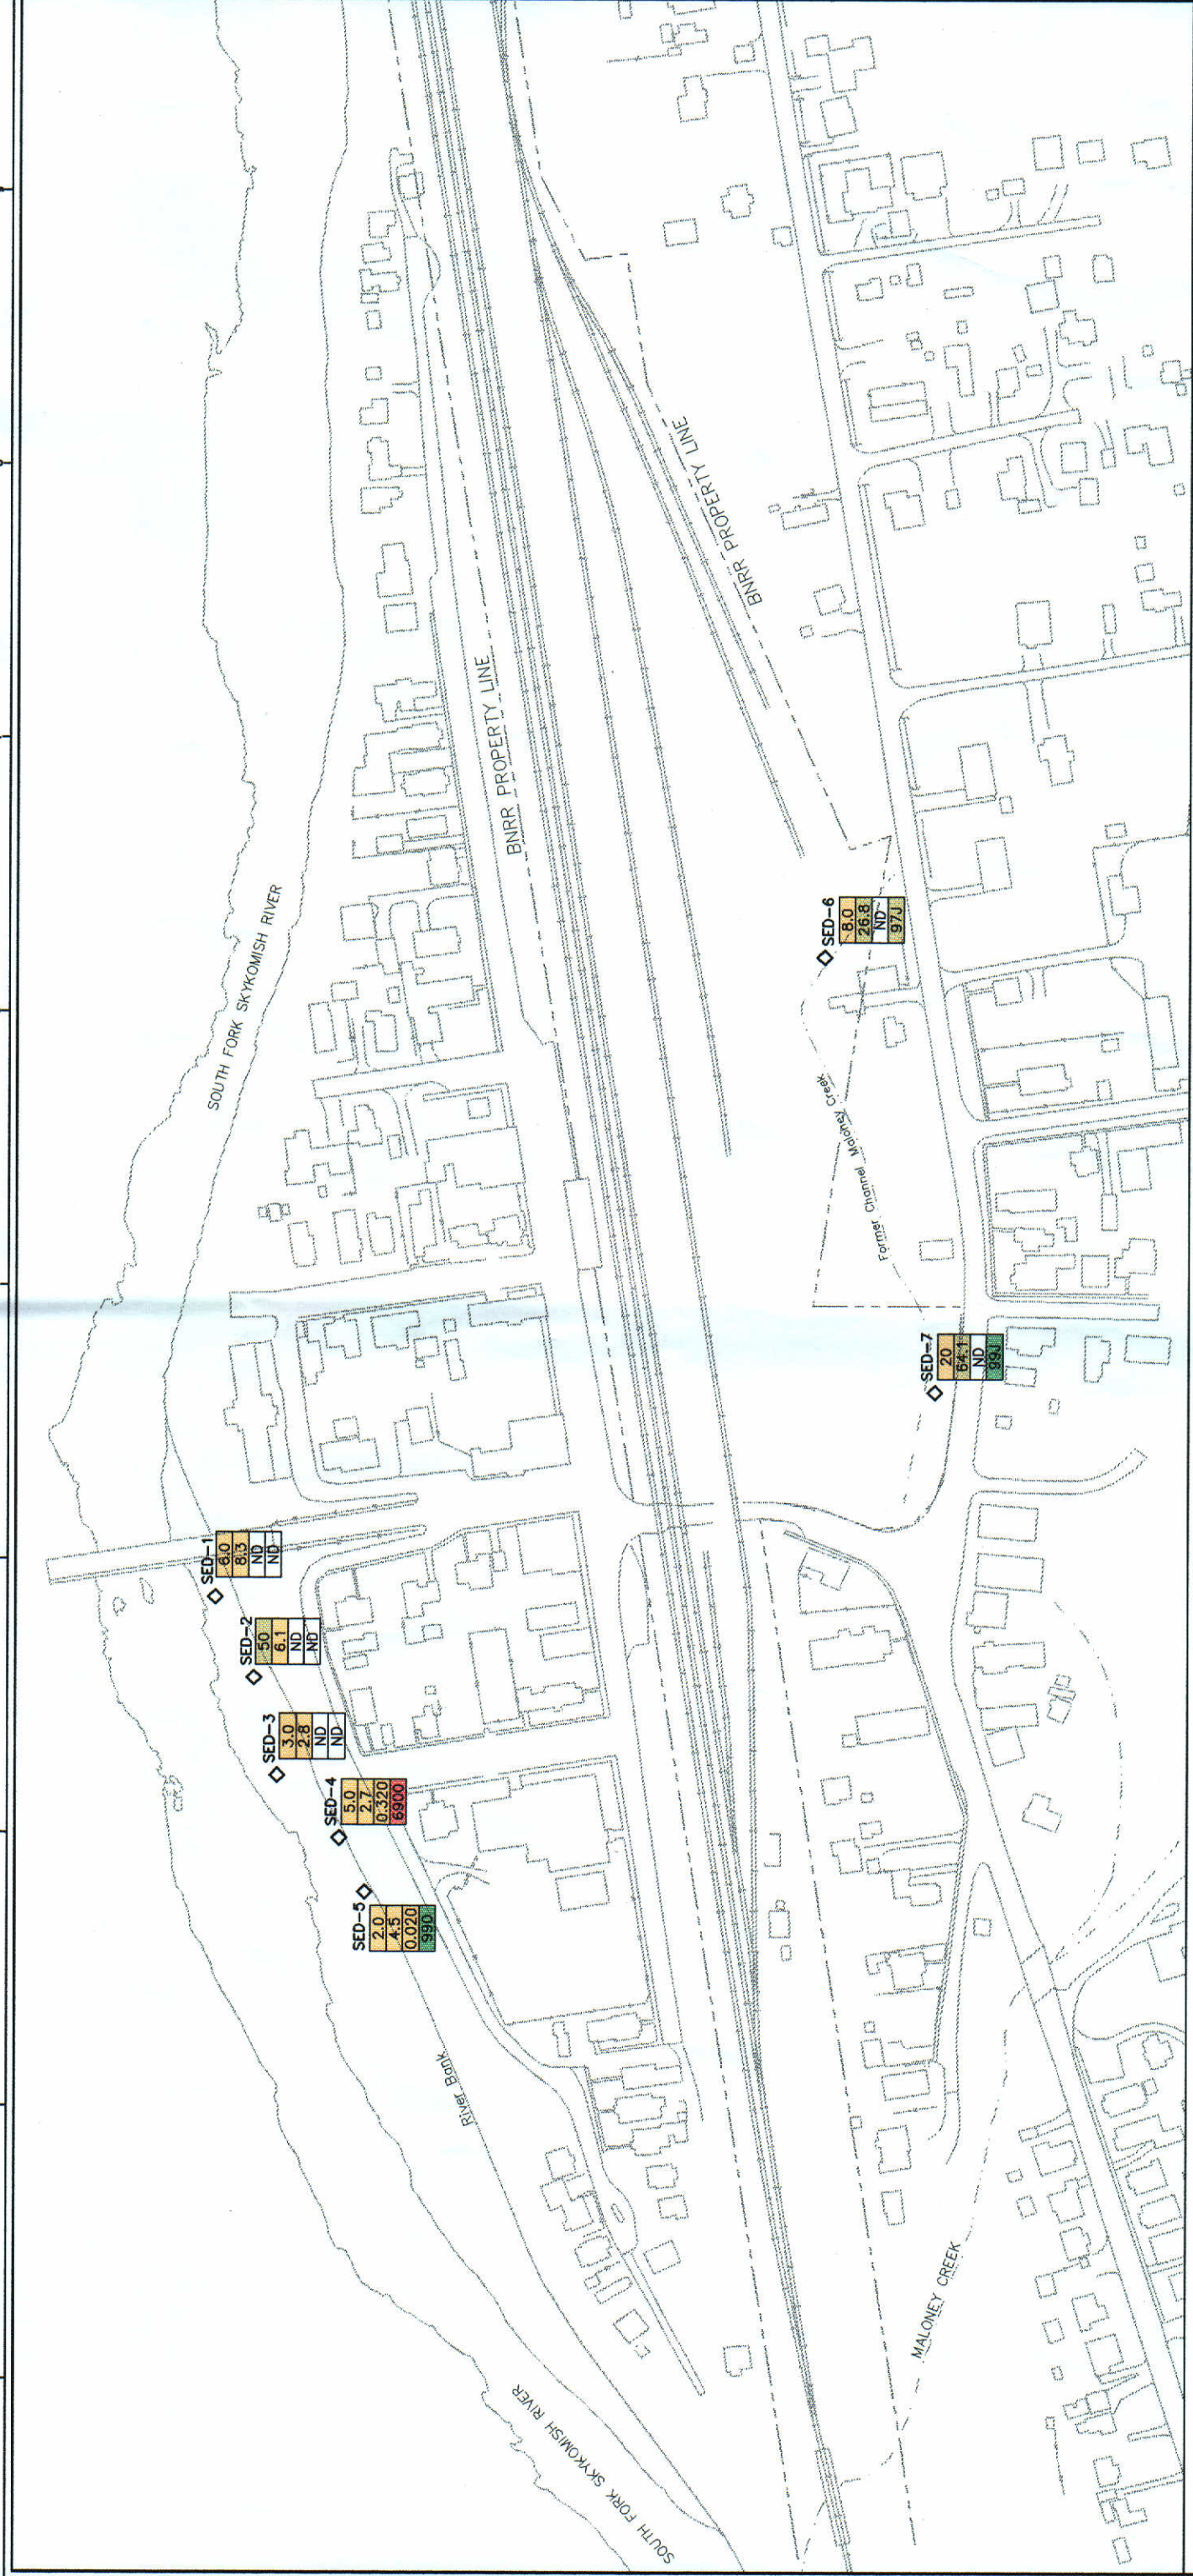 SOUTH FORK SKYKOMISH RIVER
BNRR PROPERTY LINE
BNRR PROPERTY LINE
SED-1
6.0
8.3
ND
ND
SED-2
50
6.1
ND
ND
SED-3
3.0
2.8
ND
ND
SED-4
5.0
2.7
0.320
6900
SED-5
2.0
4.5
0.020
990
SED-6
8.0
26.8
ND
97J
Former Channel Maloney Creek
SED-7
20
64.1
ND
99J
River Bank
SOUTH FORK SKYKOMISH RIVER
MALONEY CREEK